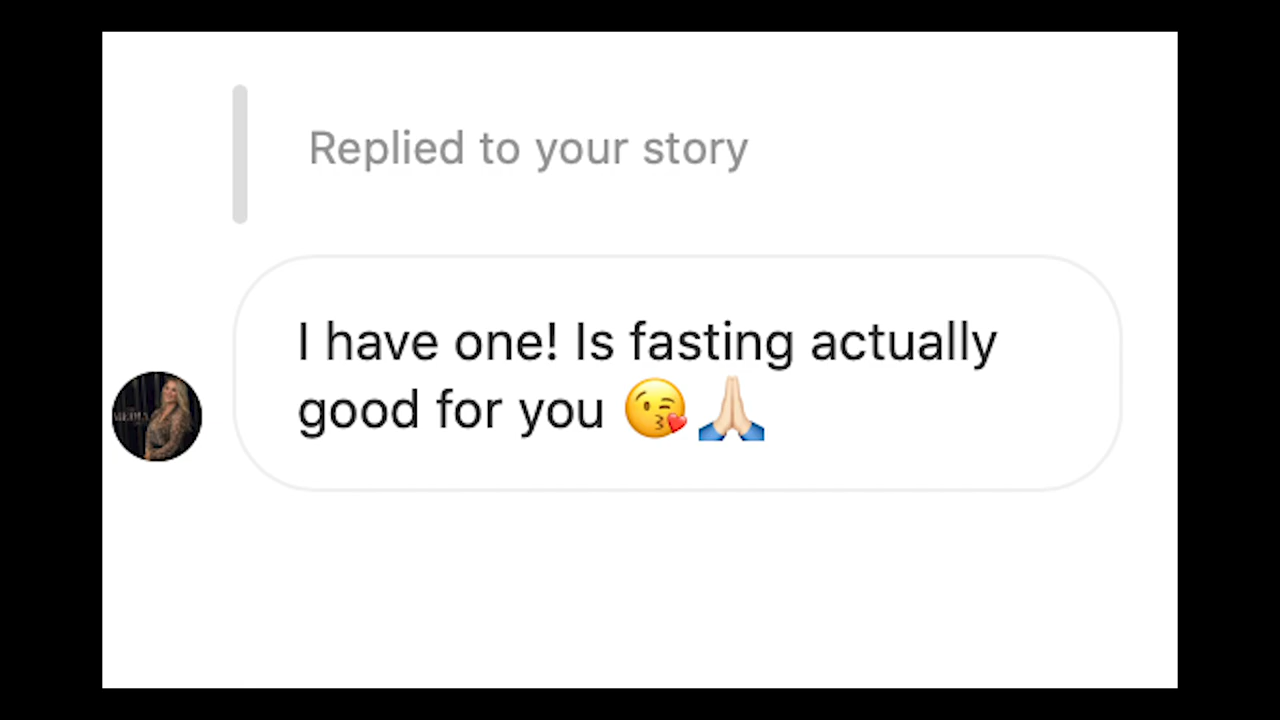 Replied to your story
I have one! Is fasting actually
good for you 😘🙏🏻